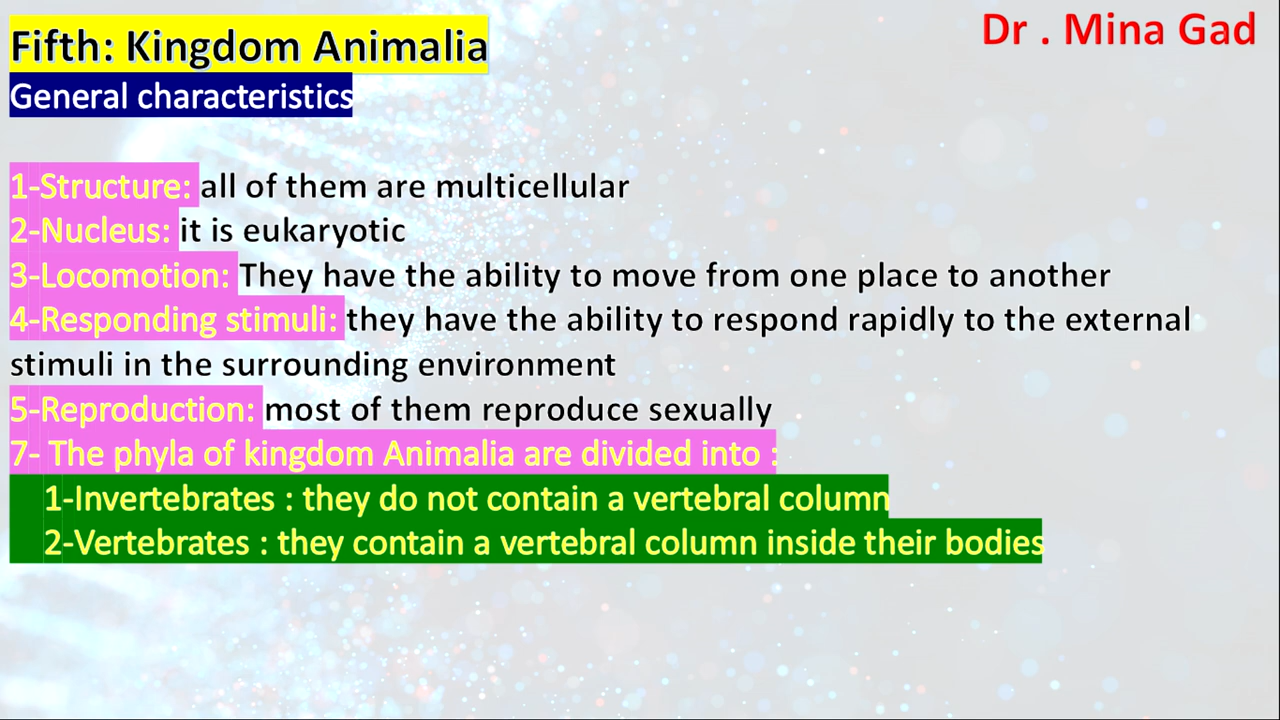 Fifth: Kingdom Animalia
Dr . Mina Gad
General characteristics
1-Structure: all of them are multicellular
2-Nucleus: it is eukaryotic
3-Locomotion: They have the ability to move from one place to another
4-Responding stimuli: they have the ability to respond rapidly to the external
stimuli in the surrounding environment
5-Reproduction: most of them reproduce sexually
7- The phyla of kingdom Animalia are divided into :
1-Invertebrates : they do not contain a vertebral column
2-Vertebrates : they contain a vertebral column inside their bodies